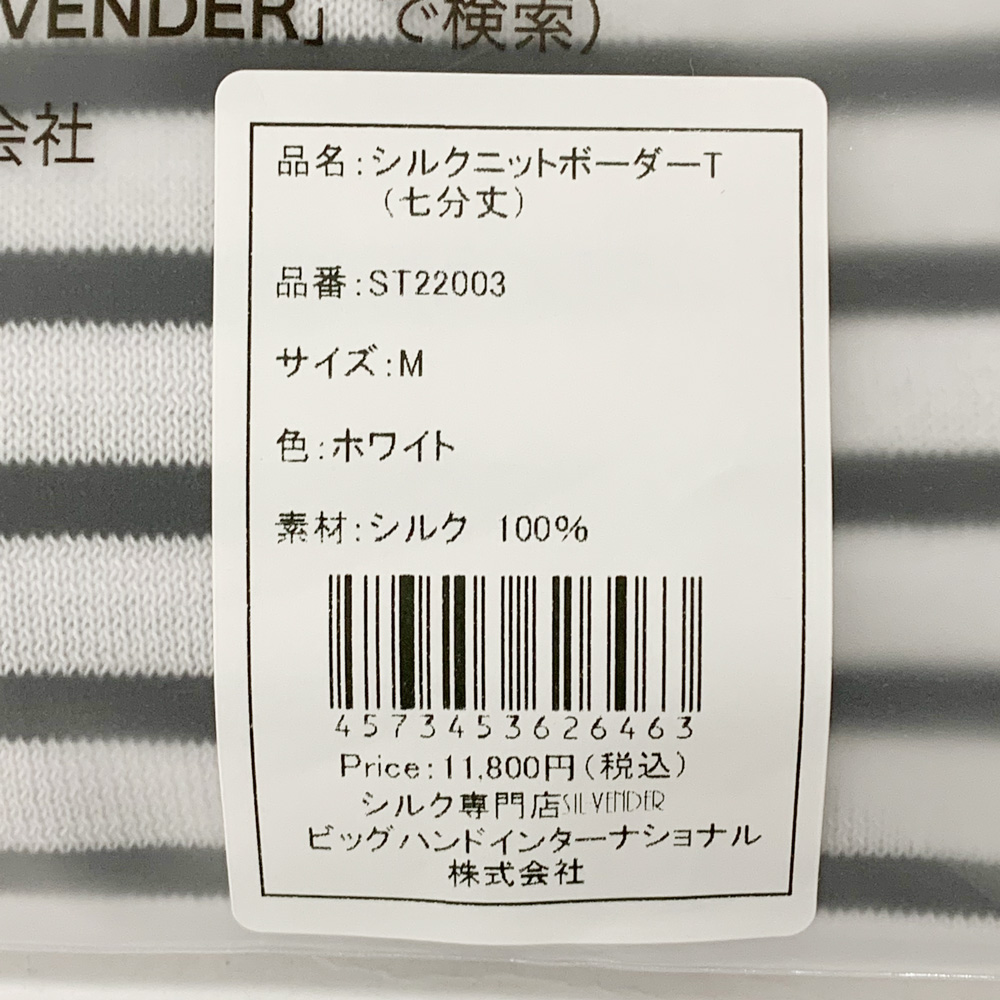 VENDER」で検索)
会社
品名:シルクニットボーダーT
(七分丈)
品番:ST22003
サイズ:M
色:ホワイト
素材:シルク 100%
4573453626463
Price:11,800円(税込)
シルク専門店SILVENDER
ビッグハンドインターナショナル
株式会社